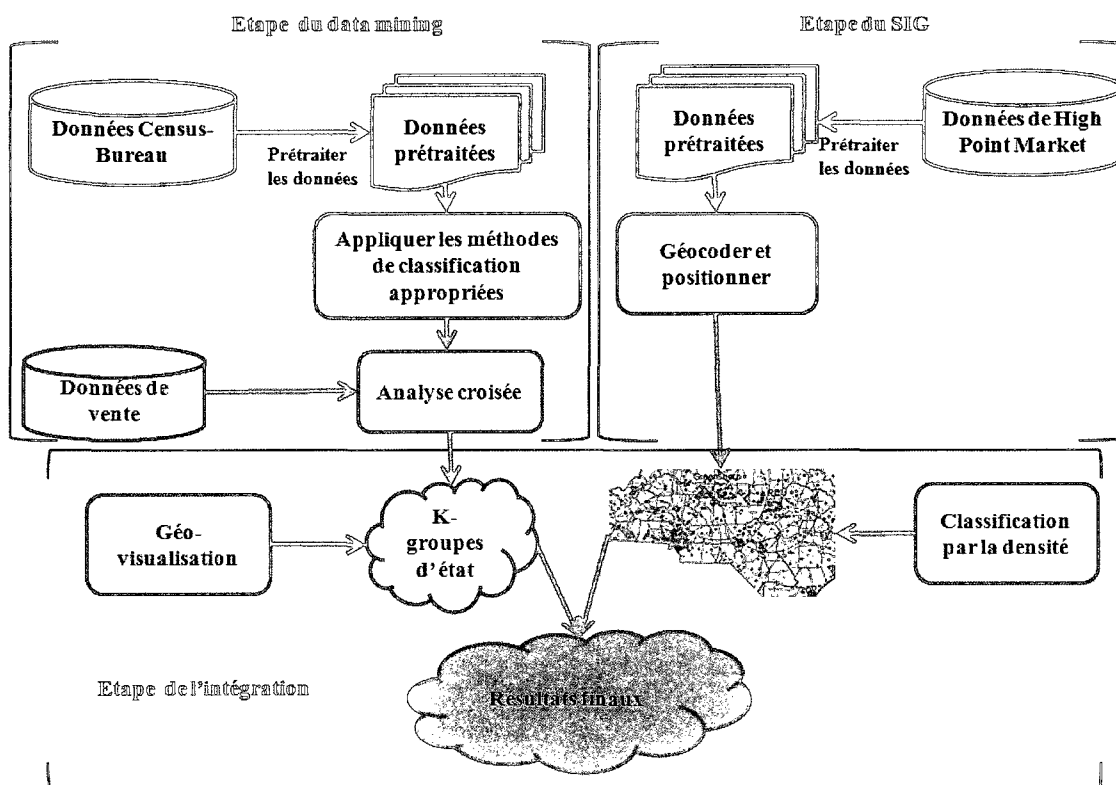 Etape du data mining
Etape du SIG
Données Census-
Bureau
Prétraiter
les données
Données
prétraitées
Données
prétraitées
Prétraiter
les données
Données de High
Point Market
Appliquer les méthodes
de classification
appropriées
Géocoder et
positionner
Données de
vente
Analyse croisée
Géo-
visualisation
K-
groupes
d'état
Classification
par la densité
Etape de l'intégration
Résultats finaux